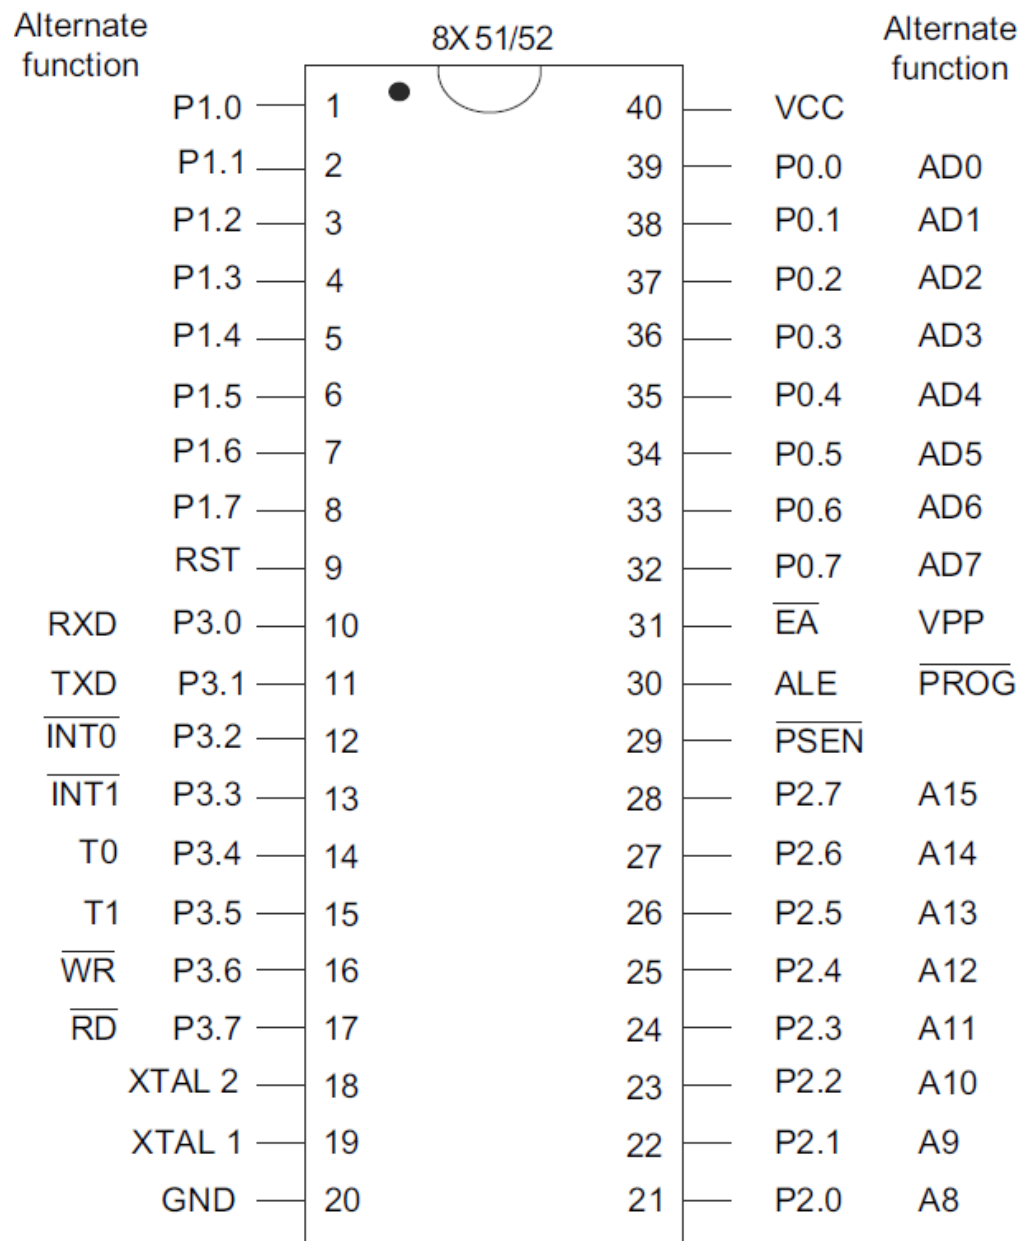 Alternate function 8X 51/52 Alternate function
P1.0 1 40 VCC
P1.1 2 39 P0.0 AD0
P1.2 3 38 P0.1 AD1
P1.3 4 37 P0.2 AD2
P1.4 5 36 P0.3 AD3
P1.5 6 35 P0.4 AD4
P1.6 7 34 P0.5 AD5
P1.7 8 33 P0.6 AD6
RST 9 32 P0.7 AD7
RXD P3.0 10 31 E̅A̅ VPP
TXD P3.1 11 30 ALE P̅R̅O̅G̅
I̅N̅T̅0̅ P3.2 12 29 P̅S̅E̅N̅
I̅N̅T̅1̅ P3.3 13 28 P2.7 A15
T0 P3.4 14 27 P2.6 A14
T1 P3.5 15 26 P2.5 A13
W̅R̅ P3.6 16 25 P2.4 A12
R̅D̅ P3.7 17 24 P2.3 A11
XTAL 2 18 23 P2.2 A10
XTAL 1 19 22 P2.1 A9
GND 20 21 P2.0 A8